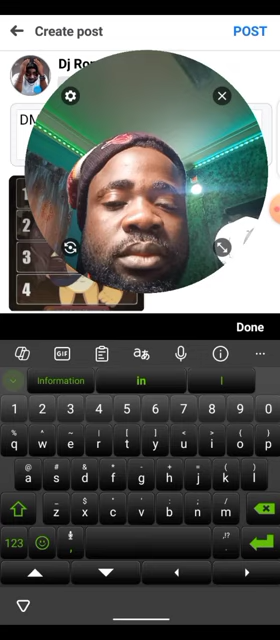 Create post
POST
Dj
DM
1
2
3
4
Done
GIF
Information
in
I
1 2 3 4 5 6 7 8 9 0
% ^ ~ | [ ] < > { }
q w e r t y u i o p
@ # & * - + = ( )
a s d f g h j k l
_ $ " ' : ; /
z x c v b n m
123
, .
,!?